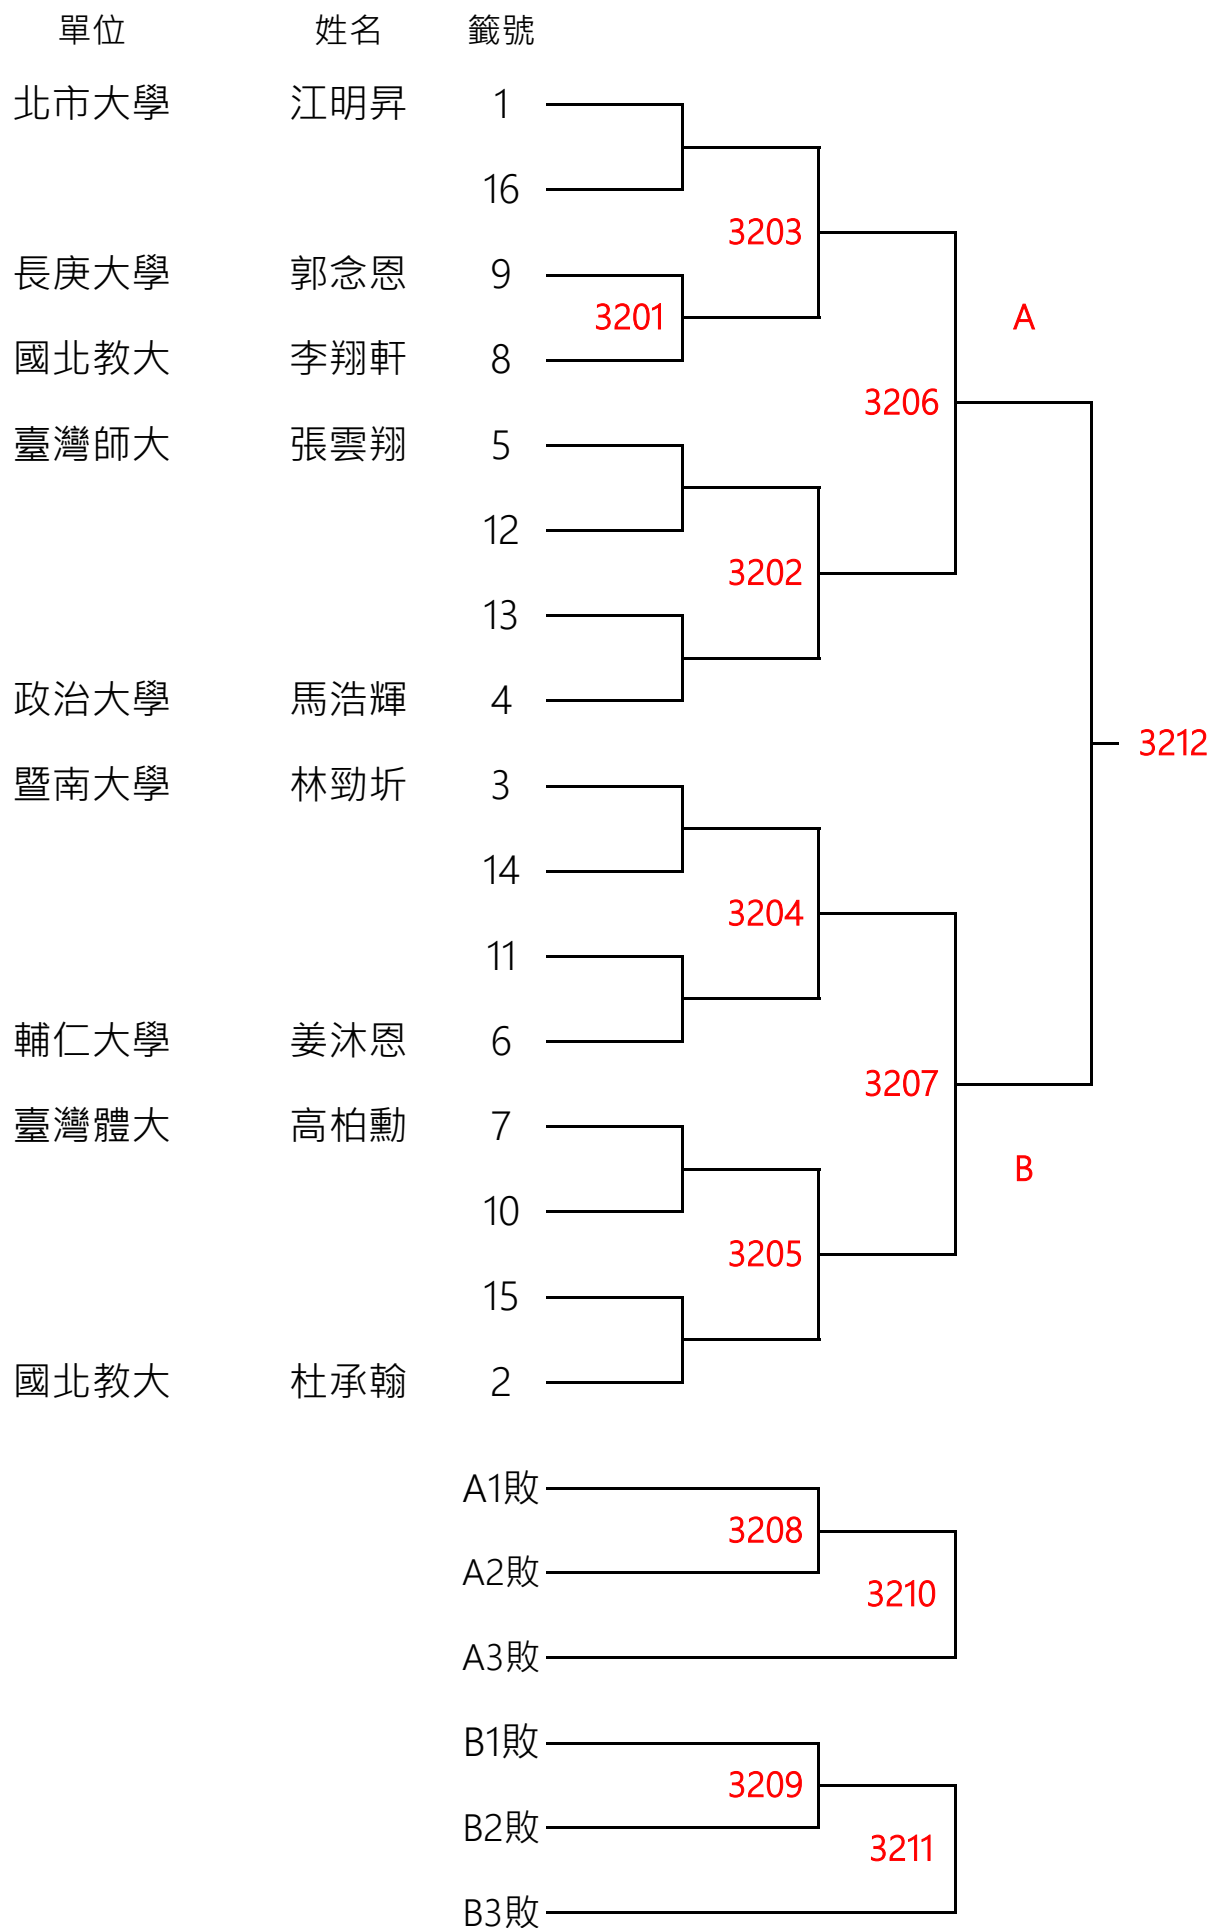 單位 姓名 籤號
北市大學 江明昇 1
16
3203
長庚大學 郭念恩 9
3201 A
國北教大 李翔軒 8
3206
臺灣師大 張雲翔 5
12
3202
13
政治大學 馬浩輝 4
3212
暨南大學 林勁圻 3
14
3204
11
輔仁大學 姜沐恩 6
3207
臺灣體大 高柏勳 7
B
10
3205
15
國北教大 杜承翰 2
A1敗
3208
A2敗
3210
A3敗
B1敗
3209
B2敗
3211
B3敗